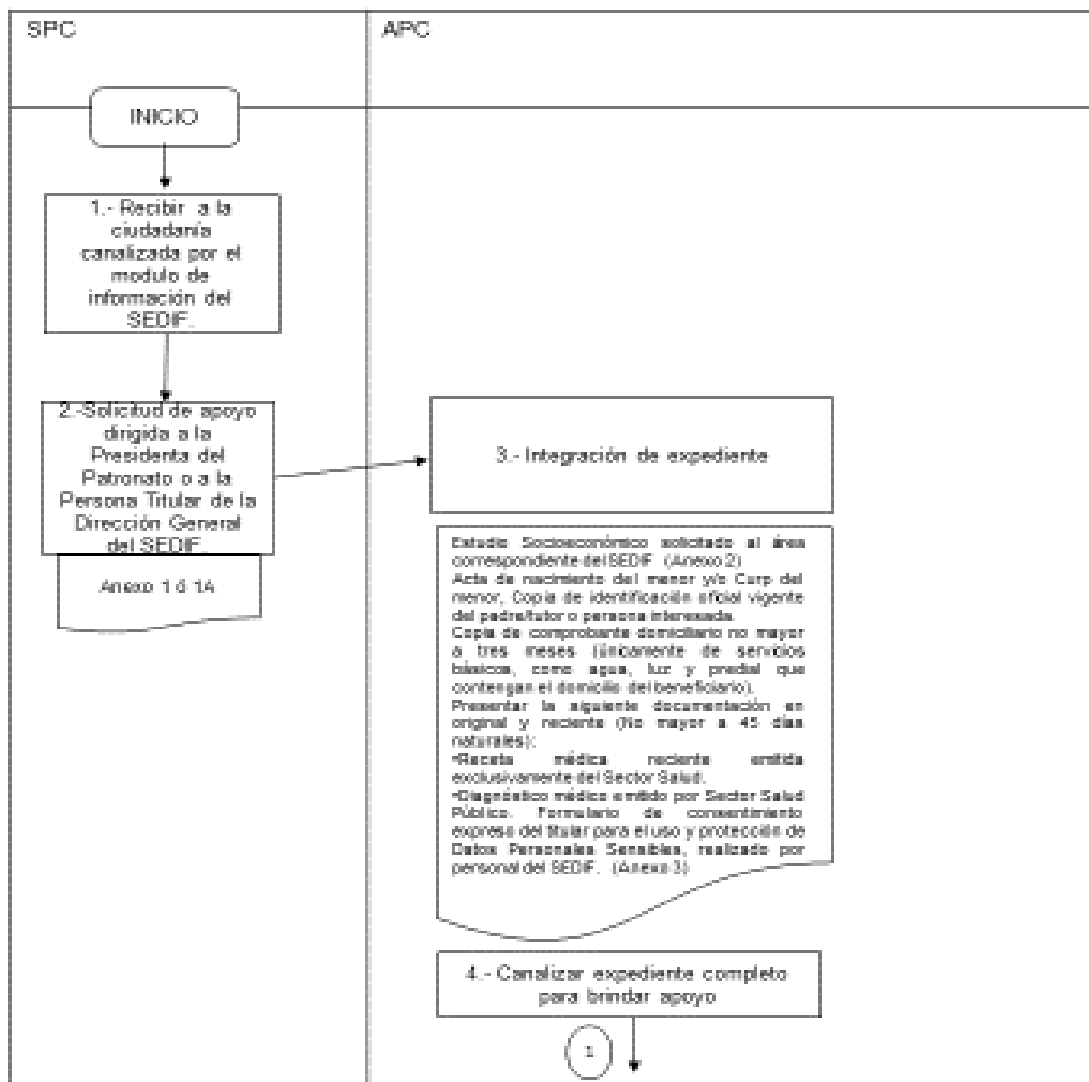 SPC
APC
INICIO
1.- Recibir a la
ciudadanía
canalizada por el
modulo de
información del
SEDIF.
2.-Solicitud de apoyo
dirigida a la
Presidenta del
Patronato o a la
Persona Titular de la
Dirección General
del SEDIF.
Anexo 1 ó 1A
3.- Integración de expediente
Estudio Socioeconómico solicitado al área
correspondiente del SEDIF (Anexo 2)
Acta de nacimiento del menor y/o Curp del
menor, Copia de identificación oficial vigente
del padre/tutor o persona interesada.
Copia de comprobante domiciliario no mayor
a tres meses (únicamente de servicios
básicos, como agua, luz y predial que
contengan el domicilio del beneficiario).
Presentar la siguiente documentación en
original y reciente (No mayor a 45 días
naturales):
•Receta médica reciente emitida
exclusivamente del Sector Salud.
•Diagnóstico médico emitido por Sector Salud
Público. Formulario de consentimiento
expreso del titular para el uso y protección de
Datos Personales Sensibles, realizado por
personal del SEDIF. (Anexo 3)
4.- Canalizar expediente completo
para brindar apoyo
1